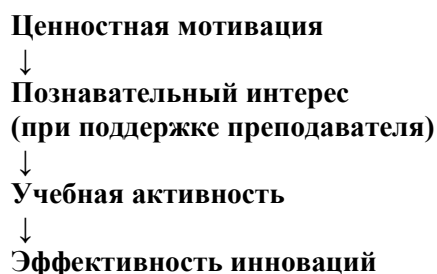 Ценностная мотивация
↓
Познавательный интерес
(при поддержке преподавателя)
↓
Учебная активность
↓
Эффективность инноваций